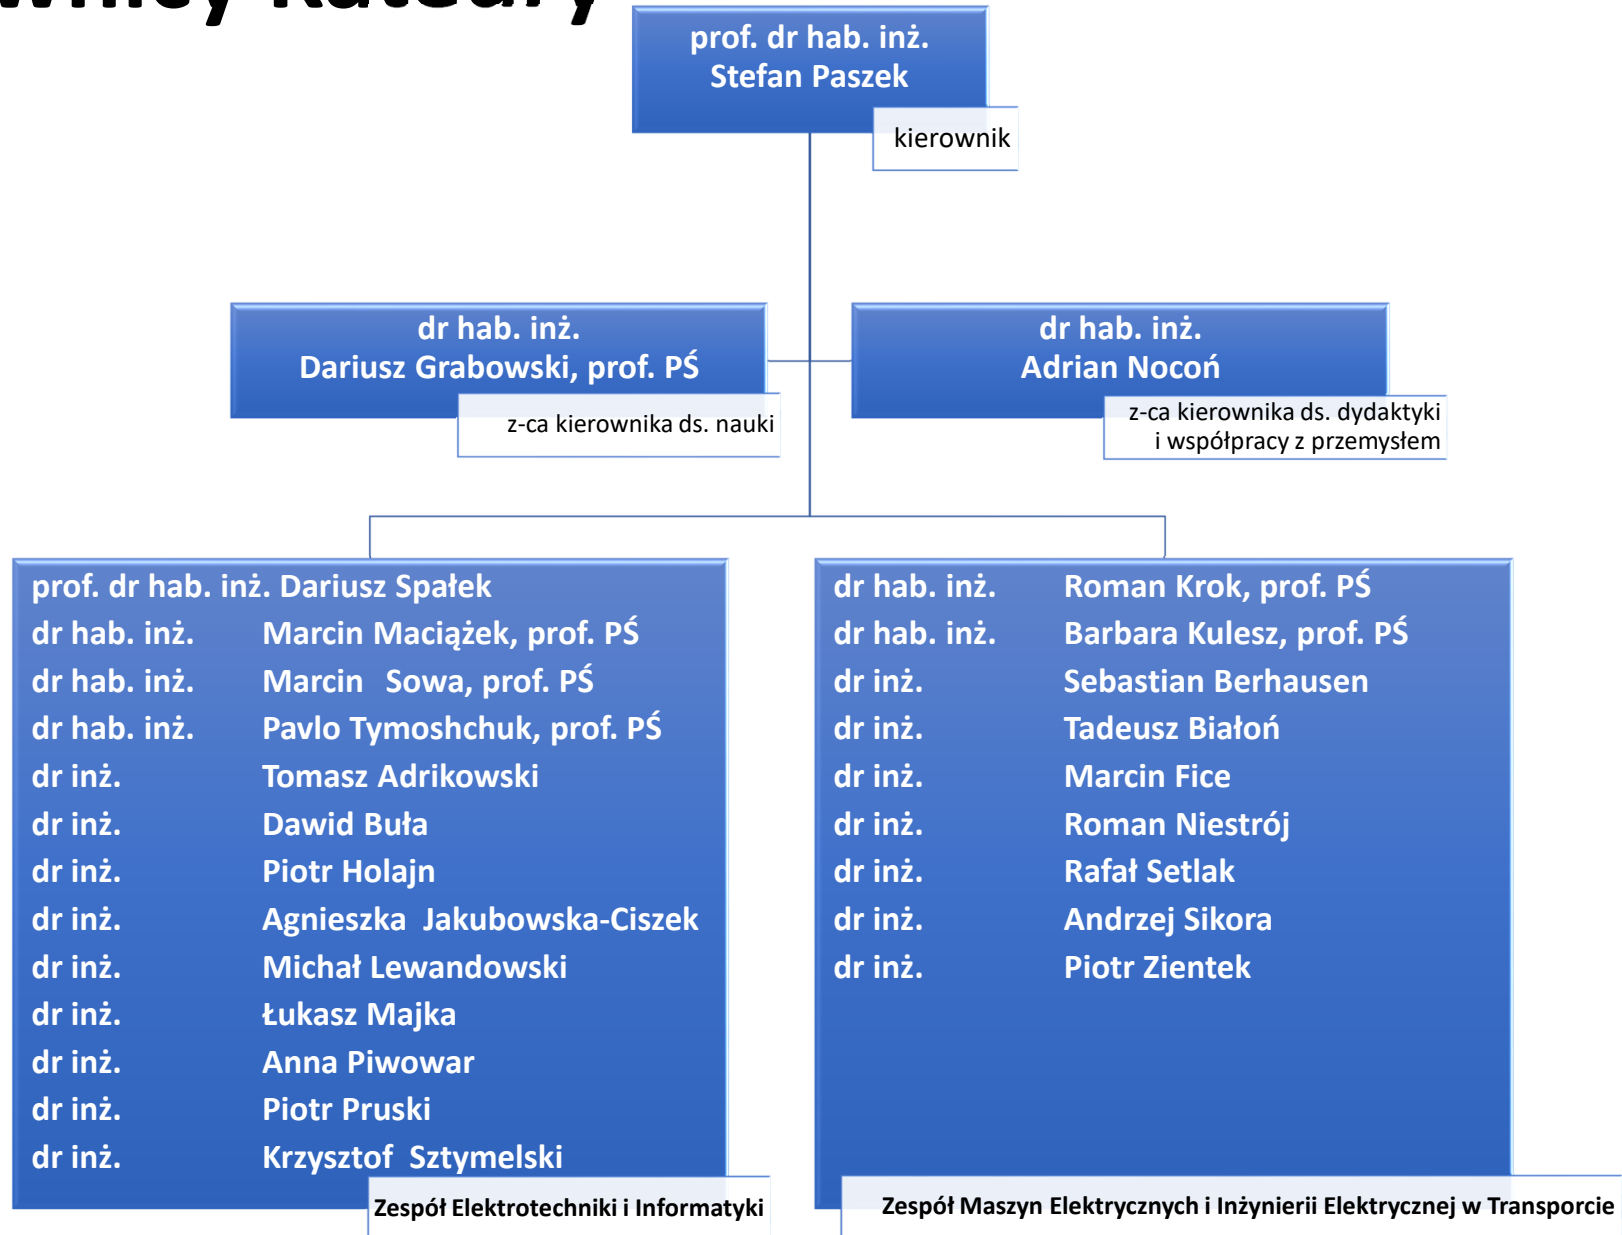 Katedry
prof. dr hab. inż.
Stefan Paszek
kierownik
dr hab. inż.
Dariusz Grabowski, prof. PŚ
z-ca kierownika ds. nauki
dr hab. inż.
Adrian Nocoń
z-ca kierownika ds. dydaktyki
i współpracy z przemysłem
prof. dr hab. inż. Dariusz Spałek
dr hab. inż. Marcin Maciążek, prof. PŚ
dr hab. inż. Marcin Sowa, prof. PŚ
dr hab. inż. Pavlo Tymoshchuk, prof. PŚ
dr inż. Tomasz Adrikowski
dr inż. Dawid Buła
dr inż. Piotr Holajn
dr inż. Agnieszka Jakubowska-Ciszek
dr inż. Michał Lewandowski
dr inż. Łukasz Majka
dr inż. Anna Piwowar
dr inż. Piotr Pruski
dr inż. Krzysztof Sztymelski
Zespół Elektrotechniki i Informatyki
dr hab. inż. Roman Krok, prof. PŚ
dr hab. inż. Barbara Kulesz, prof. PŚ
dr inż. Sebastian Berhausen
dr inż. Tadeusz Białoń
dr inż. Marcin Fice
dr inż. Roman Niestrój
dr inż. Rafał Setlak
dr inż. Andrzej Sikora
dr inż. Piotr Zientek
Zespół Maszyn Elektrycznych i Inżynierii Elektrycznej w Transporcie